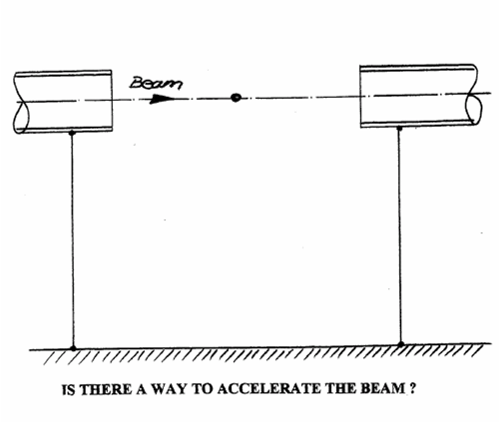 Beam
IS THERE A WAY TO ACCELERATE THE BEAM ?